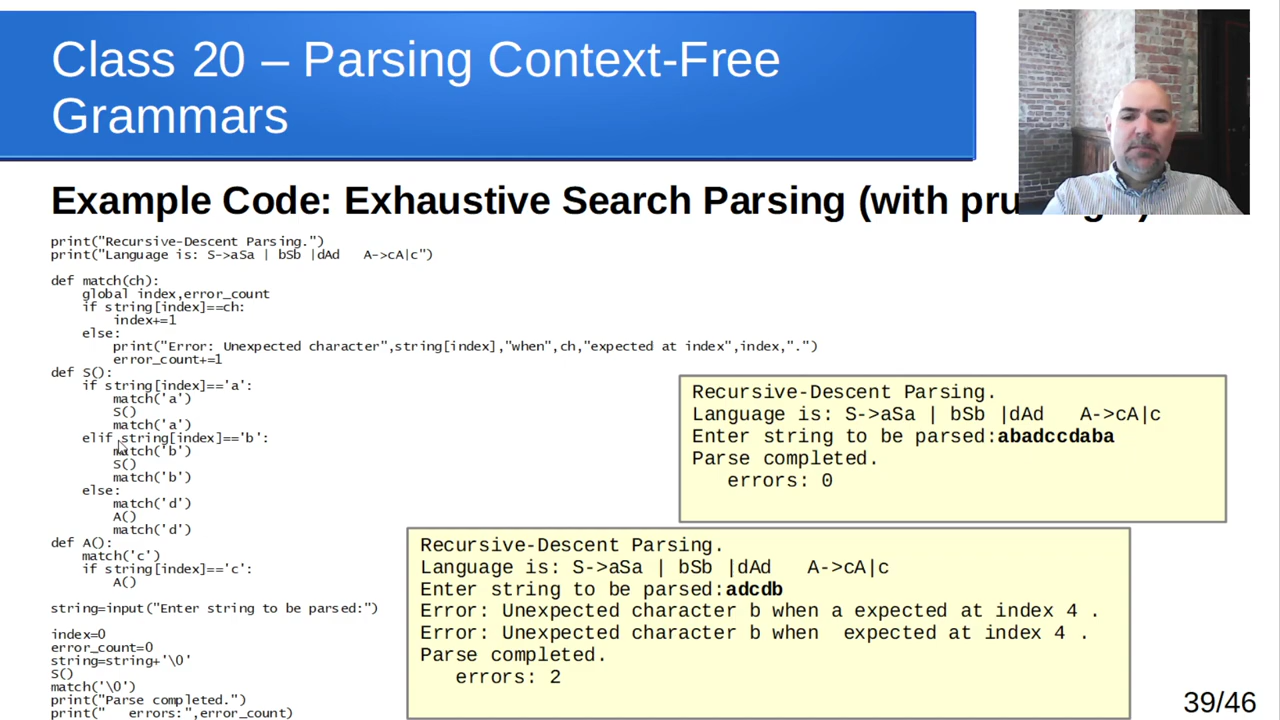 Class 20 – Parsing Context-Free
Grammars
Example Code: Exhaustive Search Parsing (with
print("Recursive-Descent Parsing.")
print("Language is: S->aSa | bSb |dAd   A->cA|c")
def match(ch):
    global index,error_count
    if string[index]==ch:
        index+=1
    else:
        print("Error: Unexpected character",string[index],"when",ch,"expected at index",index,".")
        error_count+=1
def S():
    if string[index]=='a':
        match('a')
        S()
        match('a')
    elif string[index]=='b':
        match('b')
        S()
        match('b')
    else:
        match('d')
        A()
        match('d')
def A():
    match('c')
    if string[index]=='c':
        A()
string=input("Enter string to be parsed:")
index=0
error_count=0
string=string+'\0'
S()
match('\0')
print("Parse completed.")
print("   errors:",error_count)
Recursive-Descent Parsing.
Language is: S->aSa | bSb |dAd   A->cA|c
Enter string to be parsed:abadccdaba
Parse completed.
   errors: 0
Recursive-Descent Parsing.
Language is: S->aSa | bSb |dAd   A->cA|c
Enter string to be parsed:adcdb
Error: Unexpected character b when a expected at index 4 .
Error: Unexpected character b when  expected at index 4 .
Parse completed.
   errors: 2
39/46